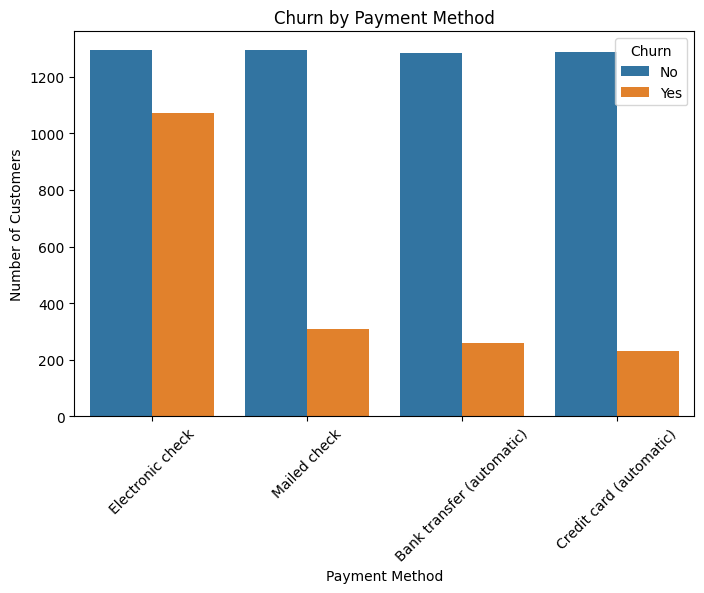 Churn by Payment Method
Churn
No
Yes
Number of Customers
1200
1000
800
600
400
200
0
Electronic check
Mailed check
Bank transfer (automatic)
Credit card (automatic)
Payment Method